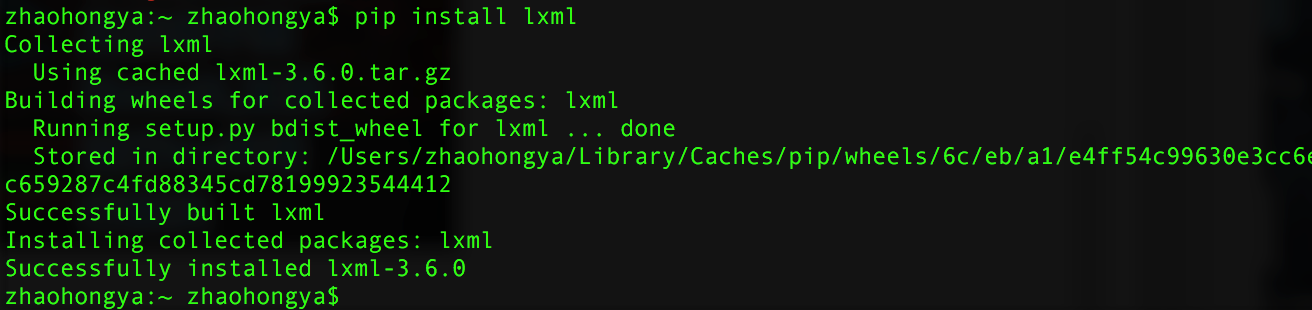 zhaohongya:~ zhaohongya$ pip install lxml
Collecting lxml
  Using cached lxml-3.6.0.tar.gz
Building wheels for collected packages: lxml
  Running setup.py bdist_wheel for lxml ... done
  Stored in directory: /Users/zhaohongya/Library/Caches/pip/wheels/6c/eb/a1/e4ff54c99630e3cc6e
c659287c4fd88345cd78199923544412
Successfully built lxml
Installing collected packages: lxml
Successfully installed lxml-3.6.0
zhaohongya:~ zhaohongya$